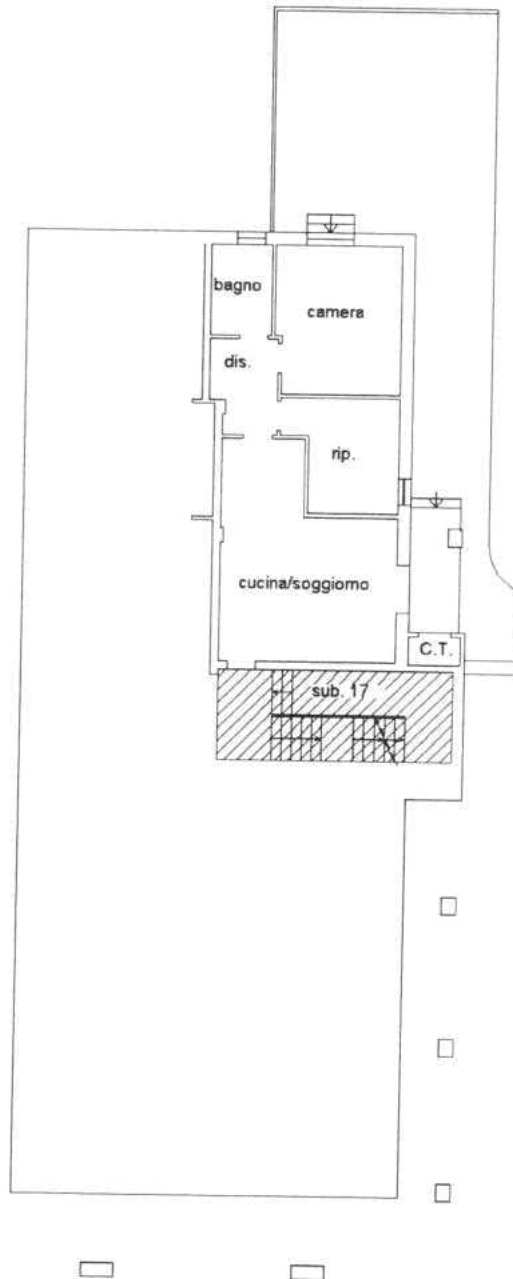 bagno
camera
dis.
rip.
cucina/soggiorno
C.T.
sub. 17